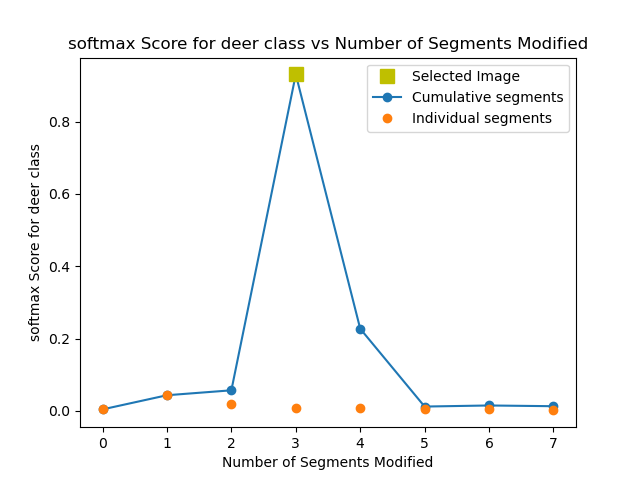 softmax Score for deer class vs Number of Segments Modified
Selected Image
Cumulative segments
Individual segments
softmax Score for deer class
0.8
0.6
0.4
0.2
0.0
0 1 2 3 4 5 6 7
Number of Segments Modified